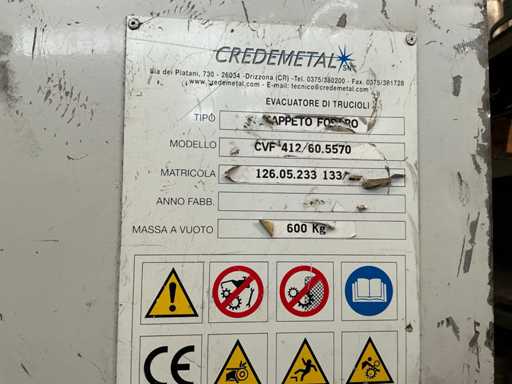 CREDEMETAL
SNC
Via dei Platani, 730 - 26034 -Drizzona (CR) -Tel. 0375/380200 - Fax. 0375/381728
www.credemetal.com - E-mail: tecnico@credemetal.com
EVACUATORE DI TRUCIOLI
TIPO
MODELLO CVF 412/60.5570
MATRICOLA 126.05.233 133
ANNO FABB.
MASSA A VUOTO 600 Kg
CE